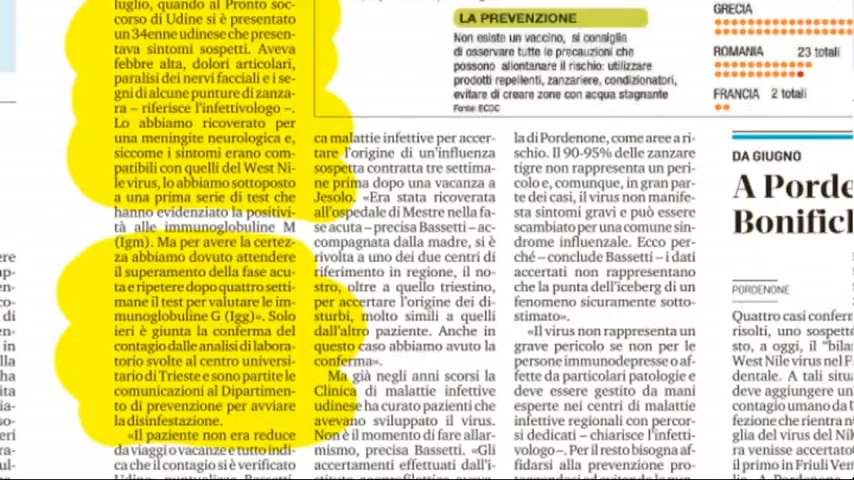 luglio, quando al Pronto soc-
corso di Udine si è presentato
un 34enne udinese che presen-
tava sintomi sospetti. Aveva
febbre alta, dolori articolari,
paralisi dei nervi facciali e i se-
gni di alcune punture di zanza-
ra – riferisce l'infettivologo –.
Lo abbiamo ricoverato per
una meningite neurologica e,
siccome i sintomi erano com-
patibili con quelli del West Ni-
le virus, lo abbiamo sottoposto
a una prima serie di test che
hanno evidenziato la positivi-
tà alle immunoglobuline M
(Igm). Ma per avere la certez-
za abbiamo dovuto attendere
il superamento della fase acu-
ta e ripetere dopo quattro setti-
mane il test per valutare le im-
munoglobuline G (Igg)». Solo
ieri è giunta la conferma del
contagio dalle analisi di labora-
torio svolte al centro universi-
tario di Trieste e sono partite le
comunicazioni al Dipartimen-
to di prevenzione per avviare
la disinfestazione.
«Il paziente non era reduce
da viaggi o vacanze e tutto indi-
ca che il contagio si è verificato
LA PREVENZIONE
Non esiste un vaccino, si consiglia
di osservare tutte le precauzioni che
possono allontanare il rischio: utilizzare
prodotti repellenti, zanzariere, condizionatori,
evitare di creare zone con acqua stagnante
Fonte: ECDC
GRECIA
ROMANIA 23 totali
FRANCIA 2 totali
ca malattie infettive per accer-
tare l'origine di un'influenza
sospetta contratta tre settima-
ne prima dopo una vacanza a
Jesolo. «Era stata ricoverata
all'ospedale di Mestre nella fa-
se acuta – precisa Bassetti – ac-
compagnata dalla madre, si è
rivolta a uno dei due centri di
riferimento in regione, il no-
stro, oltre a quello triestino,
per accertare l'origine dei di-
sturbi, molto simili a quelli
dall'altro paziente. Anche in
questo caso abbiamo avuto la
conferma».
Ma già negli anni scorsi la
Clinica di malattie infettive
udinese ha curato pazienti che
avevano sviluppato il virus.
Non è il momento di fare allar-
mismo, precisa Bassetti. «Gli
accertamenti effettuati dall'i-
la di Pordenone, come aree a ri-
schio. Il 90-95% delle zanzare
tigre non rappresenta un peri-
colo e, comunque, in gran par-
te dei casi, il virus non manife-
sta sintomi gravi e può essere
scambiato per una comune sin-
drome influenzale. Ecco per-
ché – conclude Bassetti – i dati
accertati non rappresentano
che la punta dell'iceberg di un
fenomeno sicuramente sotto-
stimato».
«Il virus non rappresenta un
grave pericolo se non per le
persone immunodepresse o af-
fette da particolari patologie e
deve essere gestito da mani
esperte nei centri di malattie
infettive regionali con percor-
si dedicati – chiarisce l'infetti-
vologo –. Per il resto bisogna af-
fidarsi alla prevenzione pro-
DA GIUGNO
A Porde
Bonific
PORDENONE
Quattro casi conferm
risolti, uno sospett
sto, a oggi, il "bila
West Nile virus nel F
dentale. A tali situa
deve aggiungere un
contagio umano da U
fezione che rientra n
glia del virus del Nil
ra venisse accertato
il primo in Friuli Ven